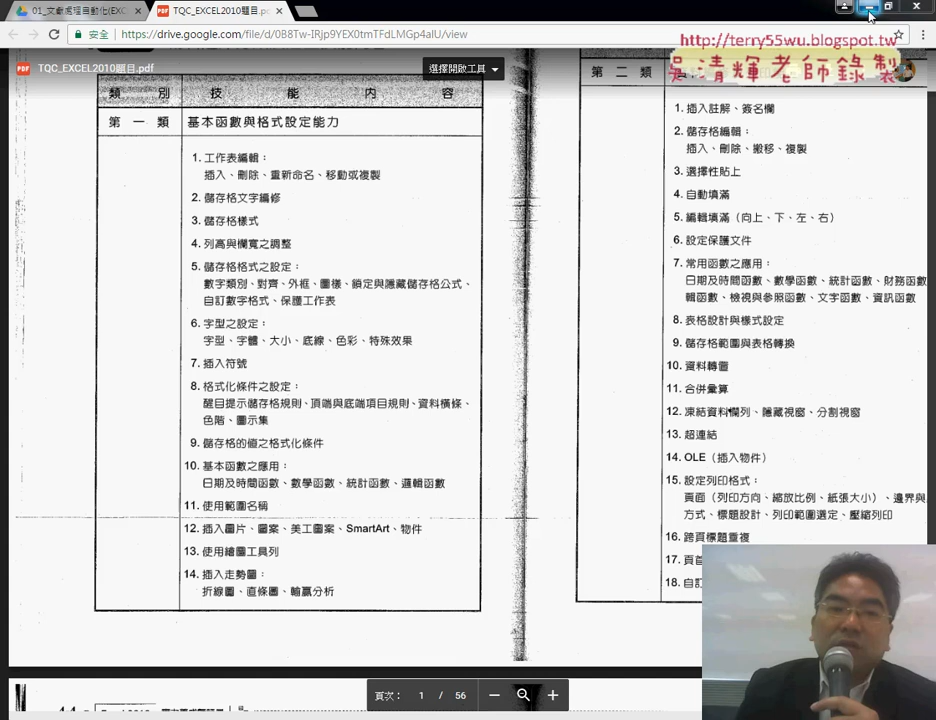 01_文獻處理自動化(EXC
TQC_EXCEL2010題目.pd
安全
https://drive.google.com/file/d/0B8Tw-IRjp9YEX0tmTFdLMGp4aIU/view
http://terry55wu.blogspot.tw
吳清輝老師錄製
PDF
TQC_EXCEL2010題目.pdf
選擇開啟工具
類別
技能內容
第一類
基本函數與格式設定能力
1. 工作表編輯：
插入、刪除、重新命名、移動或複製
2. 儲存格文字編修
3. 儲存格樣式
4. 列高與欄寬之調整
5. 儲存格格式之設定：
數字類別、對齊、外框、圖樣、鎖定與隱藏儲存格公式、
自訂數字格式、保護工作表
6. 字型之設定：
字型、字體、大小、底線、色彩、特殊效果
7. 插入符號
8. 格式化條件之設定：
醒目提示儲存格規則、頂端與底端項目規則、資料橫條、
色階、圖示集
9. 儲存格的值之格式化條件
10. 基本函數之應用：
日期及時間函數、數學函數、統計函數、邏輯函數
11. 使用範圍名稱
12. 插入圖片、圖案、美工圖案、SmartArt、物件
13. 使用繪圖工具列
14. 插入走勢圖：
折線圖、直條圖、輸贏分析
第二類
1. 插入註解、簽名欄
2. 儲存格編輯：
插入、刪除、搬移、複製
3. 選擇性貼上
4. 自動填滿
5. 編輯填滿（向上、下、左、右）
6. 設定保護文件
7. 常用函數之應用：
日期及時間函數、數學函數、統計函數、財務函數
輯函數、檢視與參照函數、文字函數、資訊函數
8. 表格設計與樣式設定
9. 儲存格範圍與表格轉換
10. 資料轉置
11. 合併彙算
12. 凍結資料欄列、隱藏視窗、分割視窗
13. 超連結
14. OLE（插入物件）
15. 設定列印格式：
頁面（列印方向、縮放比例、紙張大小）、邊界與
方式、標題設計、列印範圍選定、壓縮列印
16. 跨頁標題重複
17. 頁首
18. 自訂
頁次： 1 / 56